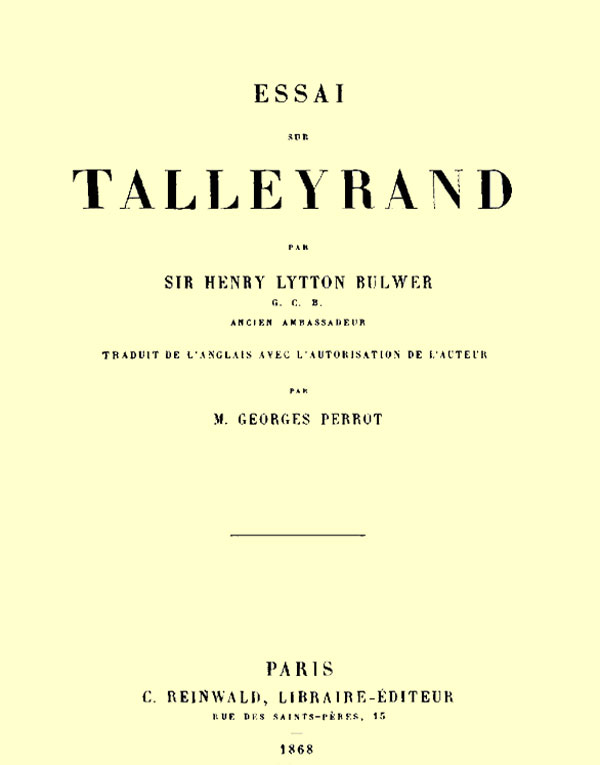 ESSAI
SUR
TALLEYRAND
PAR
SIR HENRY LYTTON BULWER
G. C. B.
ANCIEN AMBASSADEUR
TRADUIT DE L'ANGLAIS AVEC L'AUTORISATION DE L'AUTEUR
PAR
M. GEORGES PERROT
PARIS
C. REINWALD, LIBRAIRE-ÉDITEUR
RUE DES SAINTS-PÈRES, 15
1868